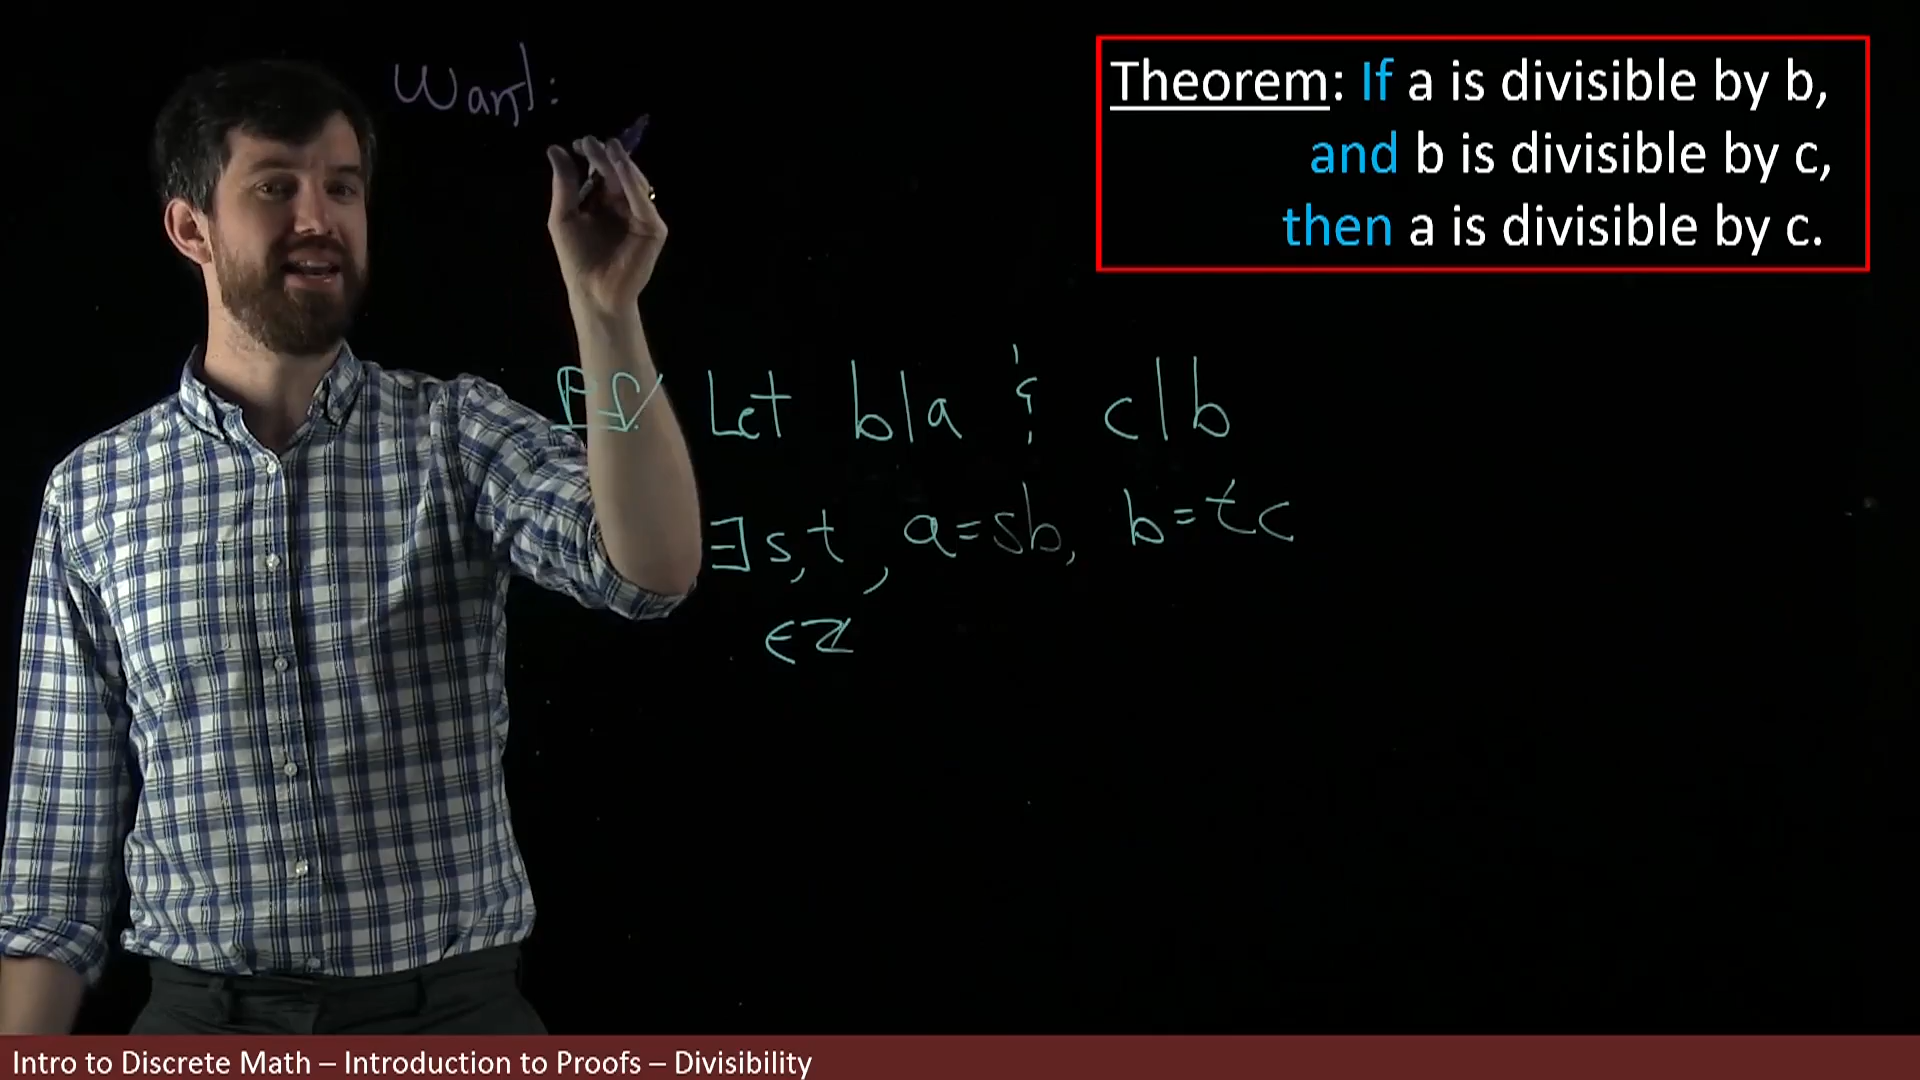 Want:
Theorem: If a is divisible by b,
and b is divisible by c,
then a is divisible by c.
Pf/ Let b|a & c|b
∃ s,t, a=sb, b=tc
∈ℤ
Intro to Discrete Math – Introduction to Proofs – Divisibility